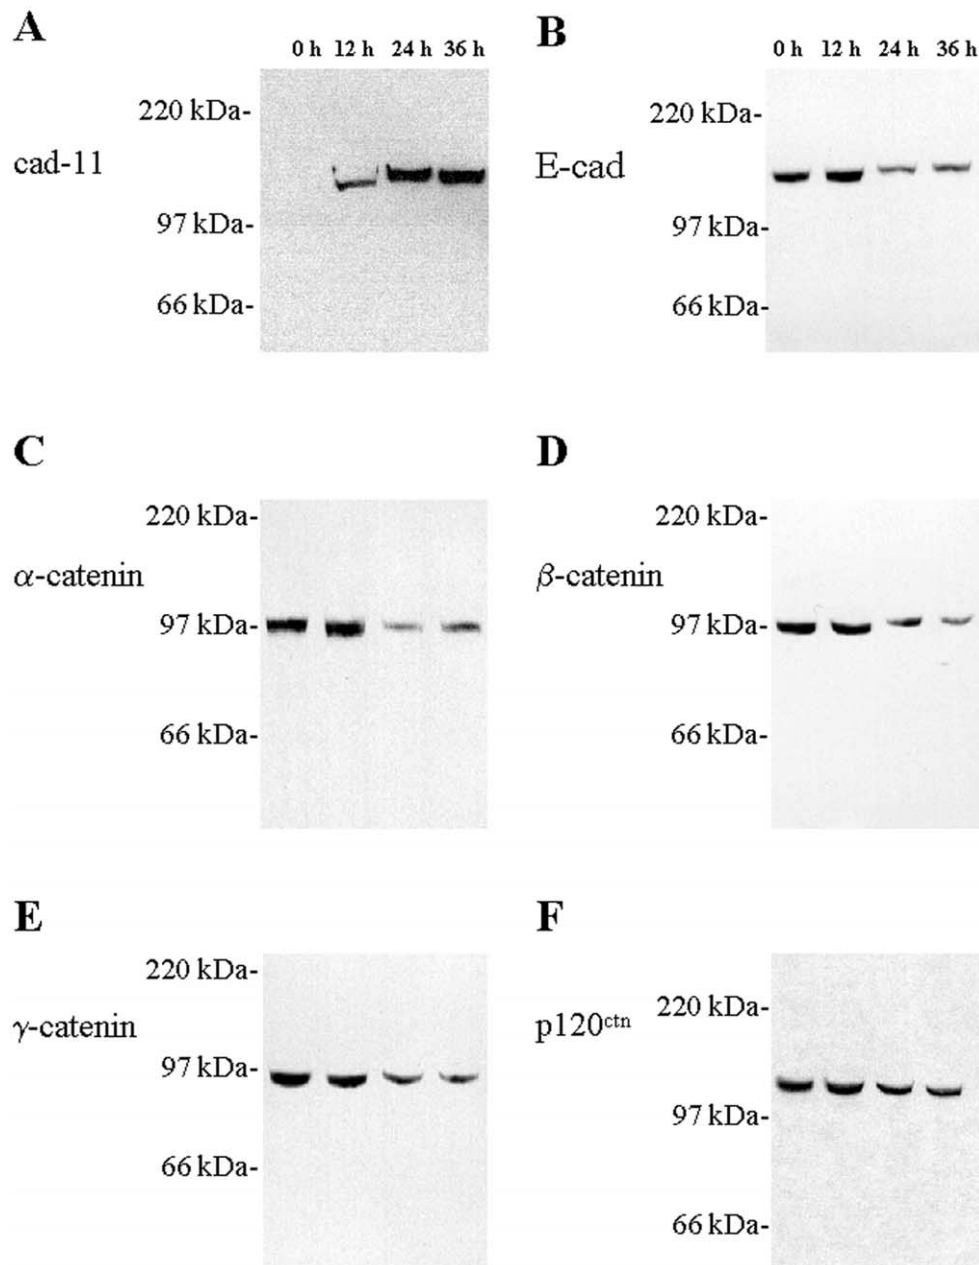 A B
0 h 12 h 24 h 36 h 0 h 12 h 24 h 36 h
220 kDa- 220 kDa-
cad-11 E-cad
97 kDa- 97 kDa-
66 kDa- 66 kDa-
C D
220 kDa- 220 kDa-
α-catenin β-catenin
97 kDa- 97 kDa-
66 kDa- 66 kDa-
E F
220 kDa- 220 kDa-
γ-catenin p120ctn
97 kDa- 97 kDa-
66 kDa- 66 kDa-